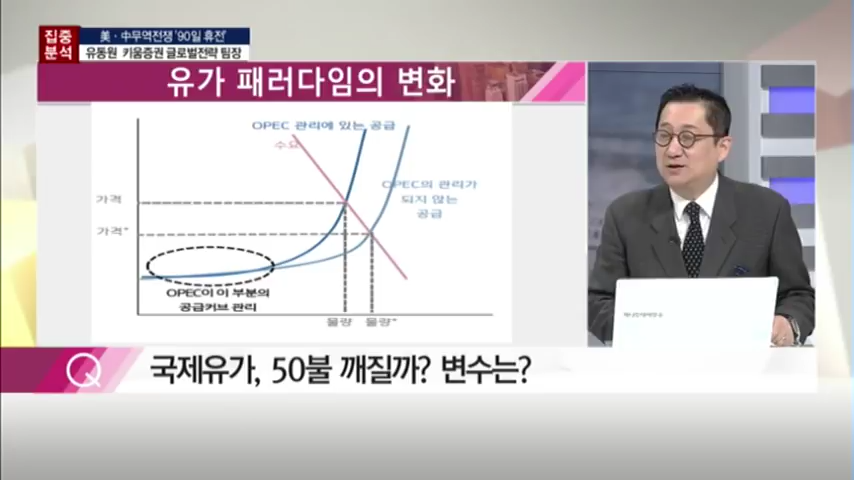 집중
분석
美·中무역전쟁 '90일 휴전'
유동원 키움증권 글로벌전략 팀장
유가 패러다임의 변화
OPEC 관리에 있는 공급
수요
가격
OPEC의 관리가
되지 않는
공급
가격*
OPEC이 이 부분의
공급커브 관리
물량 물량*
Q 국제유가, 50불 깨질까? 변수는?